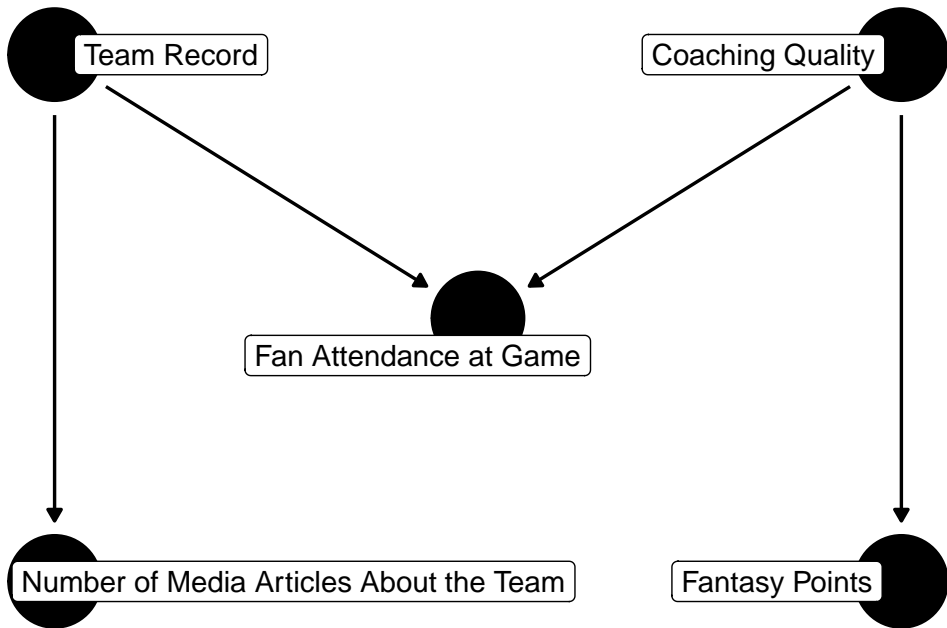 Team Record
Coaching Quality
Fan Attendance at Game
Number of Media Articles About the Team
Fantasy Points